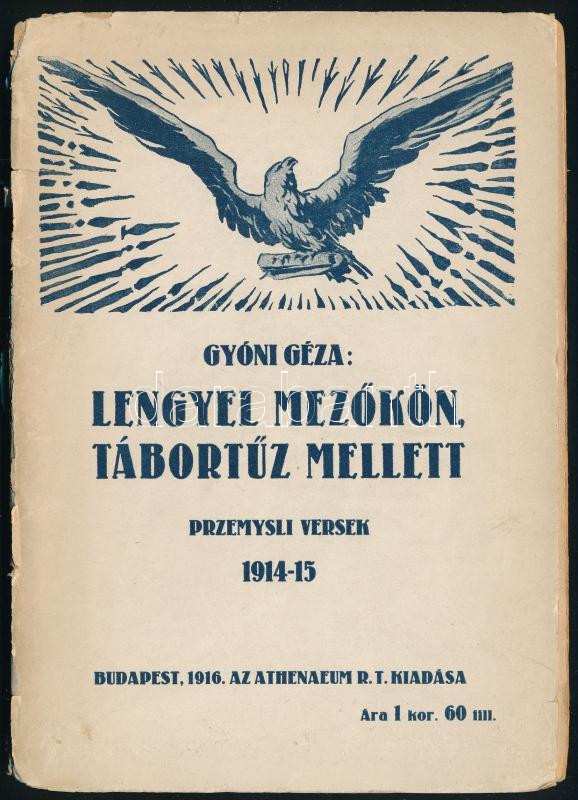 GYÓNI GÉZA:
LENGYEL MEZŐKÖN,
TÁBORTŰZ MELLETT
PRZEMYSLI VERSEK
1914-15
BUDAPEST, 1916. AZ ATHENAEUM R. T. KIADÁSA
Ára 1 kor. 60 fill.
darabanth